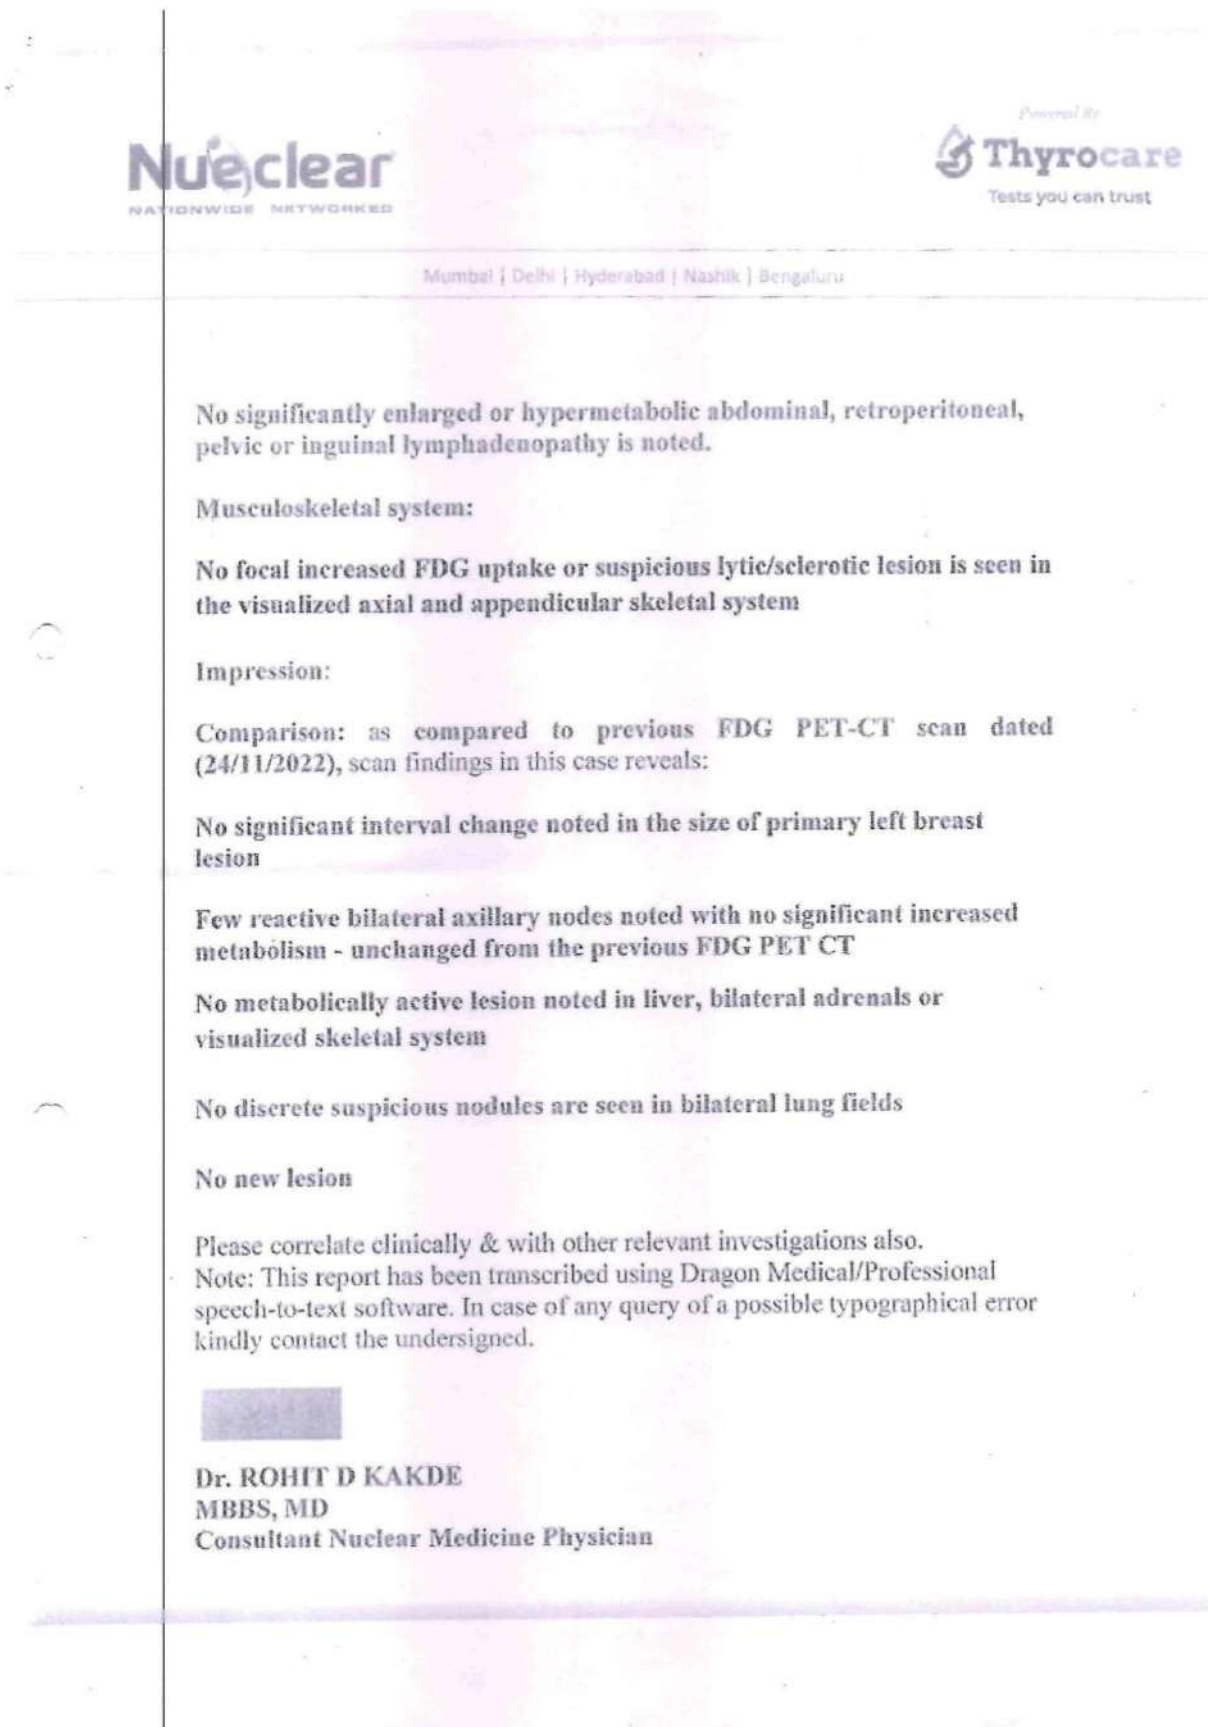 Nueclear
NATIONWIDE NETWORKED
Powered By
Thyrocare
Tests you can trust
Mumbai | Delhi | Hyderabad | Nashik | Bengaluru
No significantly enlarged or hypermetabolic abdominal, retroperitoneal,
pelvic or inguinal lymphadenopathy is noted.
Musculoskeletal system:
No focal increased FDG uptake or suspicious lytic/sclerotic lesion is seen in
the visualized axial and appendicular skeletal system
Impression:
Comparison: as compared to previous FDG PET-CT scan dated
(24/11/2022), scan findings in this case reveals:
No significant interval change noted in the size of primary left breast
lesion
Few reactive bilateral axillary nodes noted with no significant increased
metabolism - unchanged from the previous FDG PET CT
No metabolically active lesion noted in liver, bilateral adrenals or
visualized skeletal system
No discrete suspicious nodules are seen in bilateral lung fields
No new lesion
Please correlate clinically & with other relevant investigations also.
Note: This report has been transcribed using Dragon Medical/Professional
speech-to-text software. In case of any query of a possible typographical error
kindly contact the undersigned.
Dr. ROHIT D KAKDE
MBBS, MD
Consultant Nuclear Medicine Physician